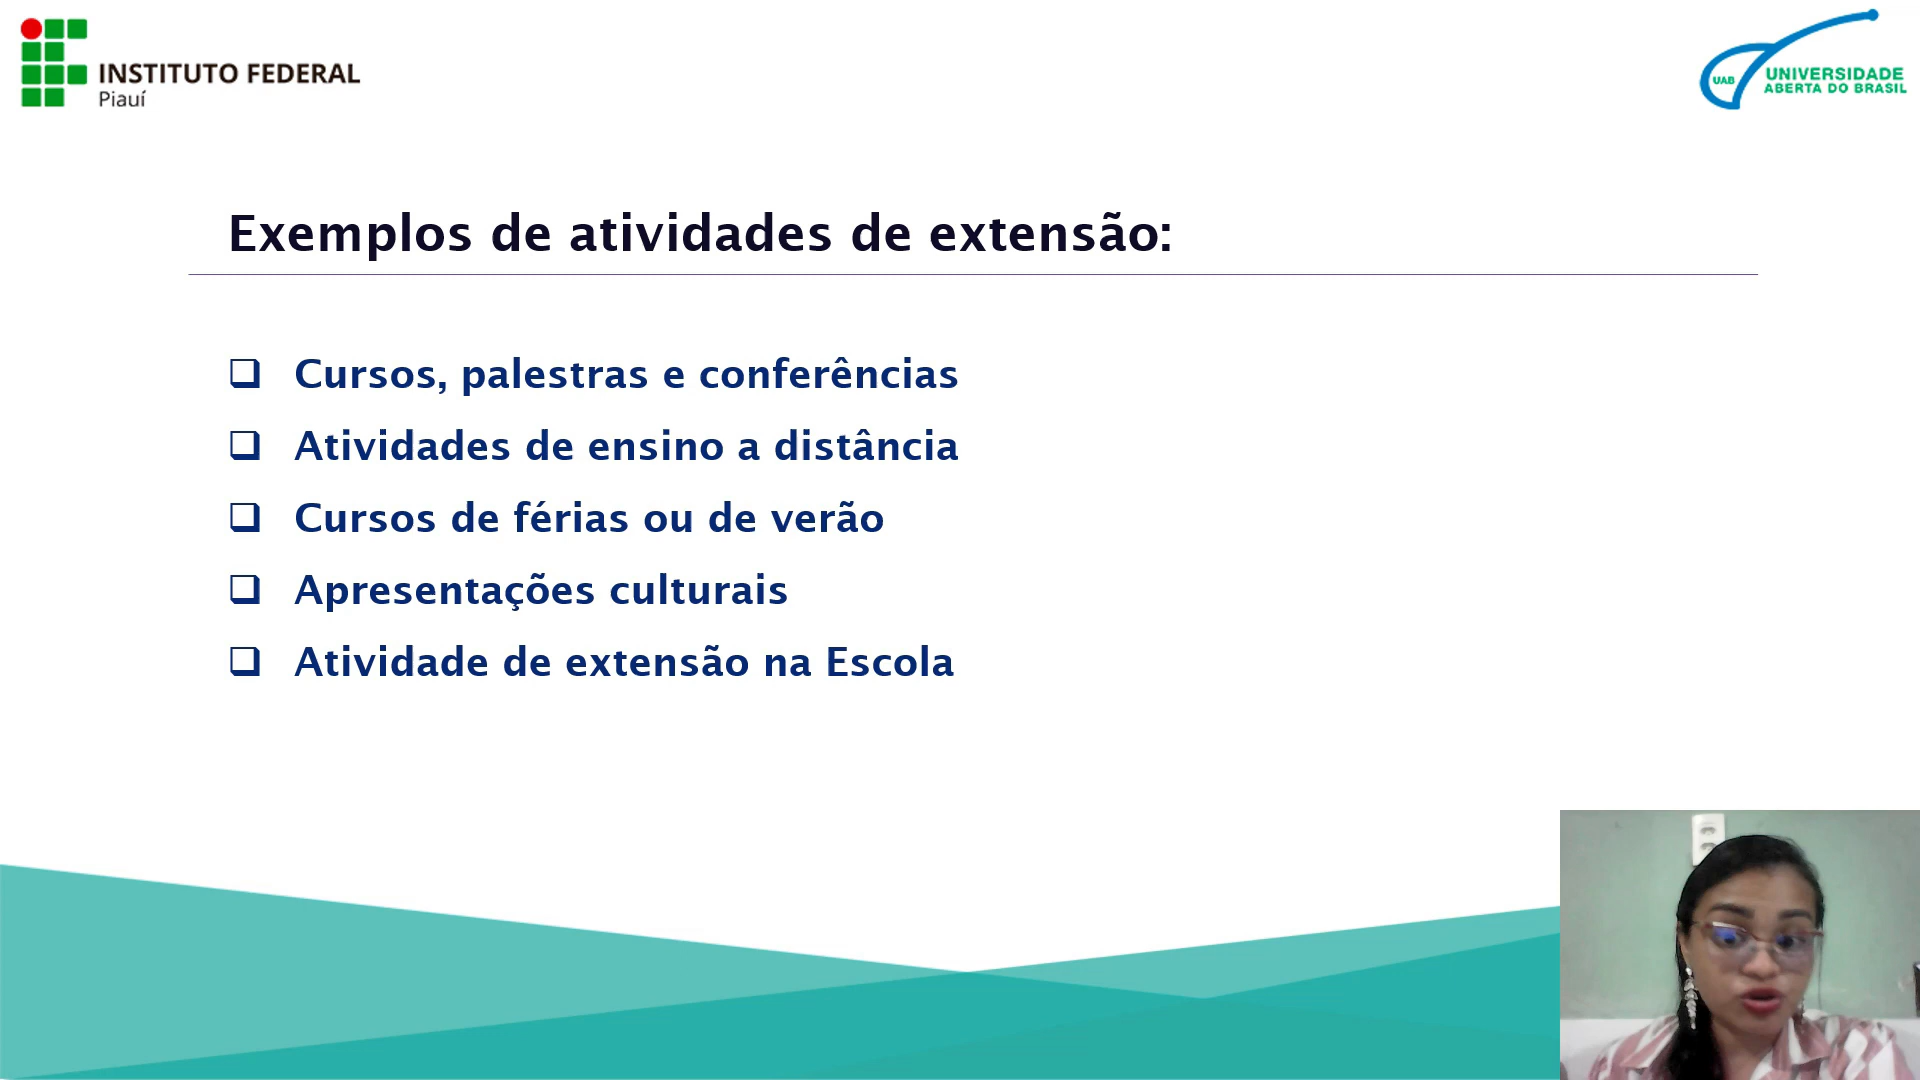 INSTITUTO FEDERAL
Piauí
UAB
UNIVERSIDADE
ABERTA DO BRASIL
Exemplos de atividades de extensão:
Cursos, palestras e conferências
Atividades de ensino a distância
Cursos de férias ou de verão
Apresentações culturais
Atividade de extensão na Escola